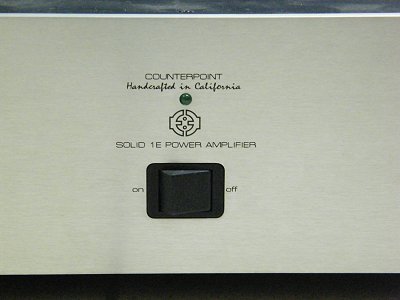 COUNTERPOINT
Handcrafted in California
SOLID 1E POWER AMPLIFIER
on off